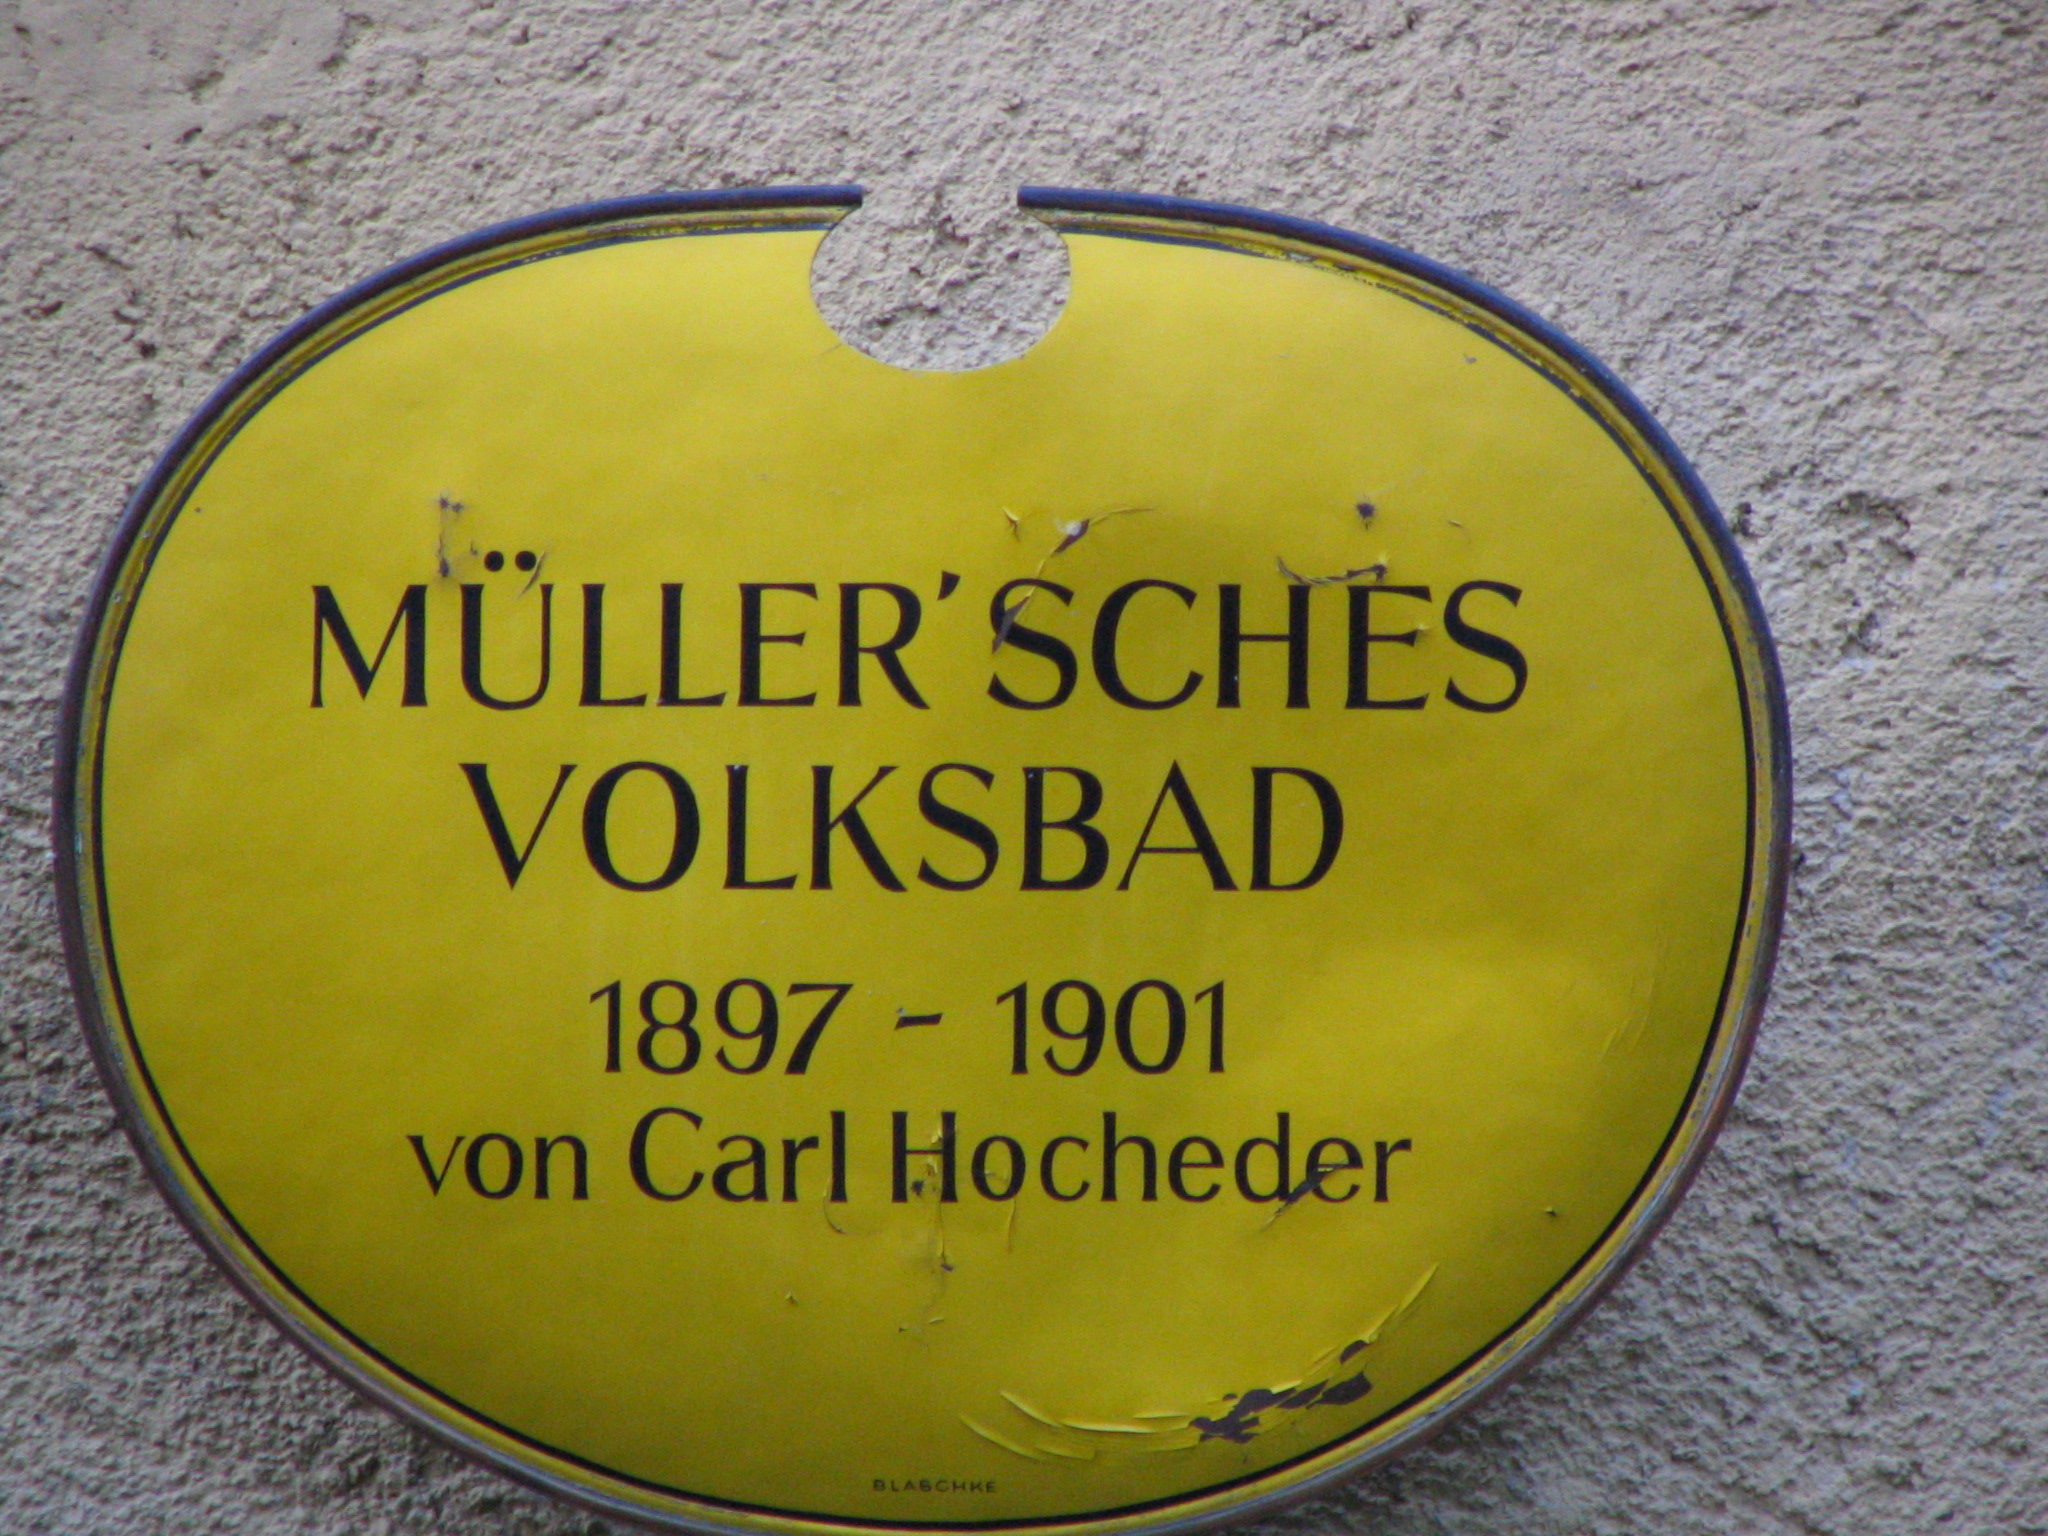 MÜLLER'SCHES
VOLKSBAD
1897 - 1901
von Carl Hocheder
BLASCHKE